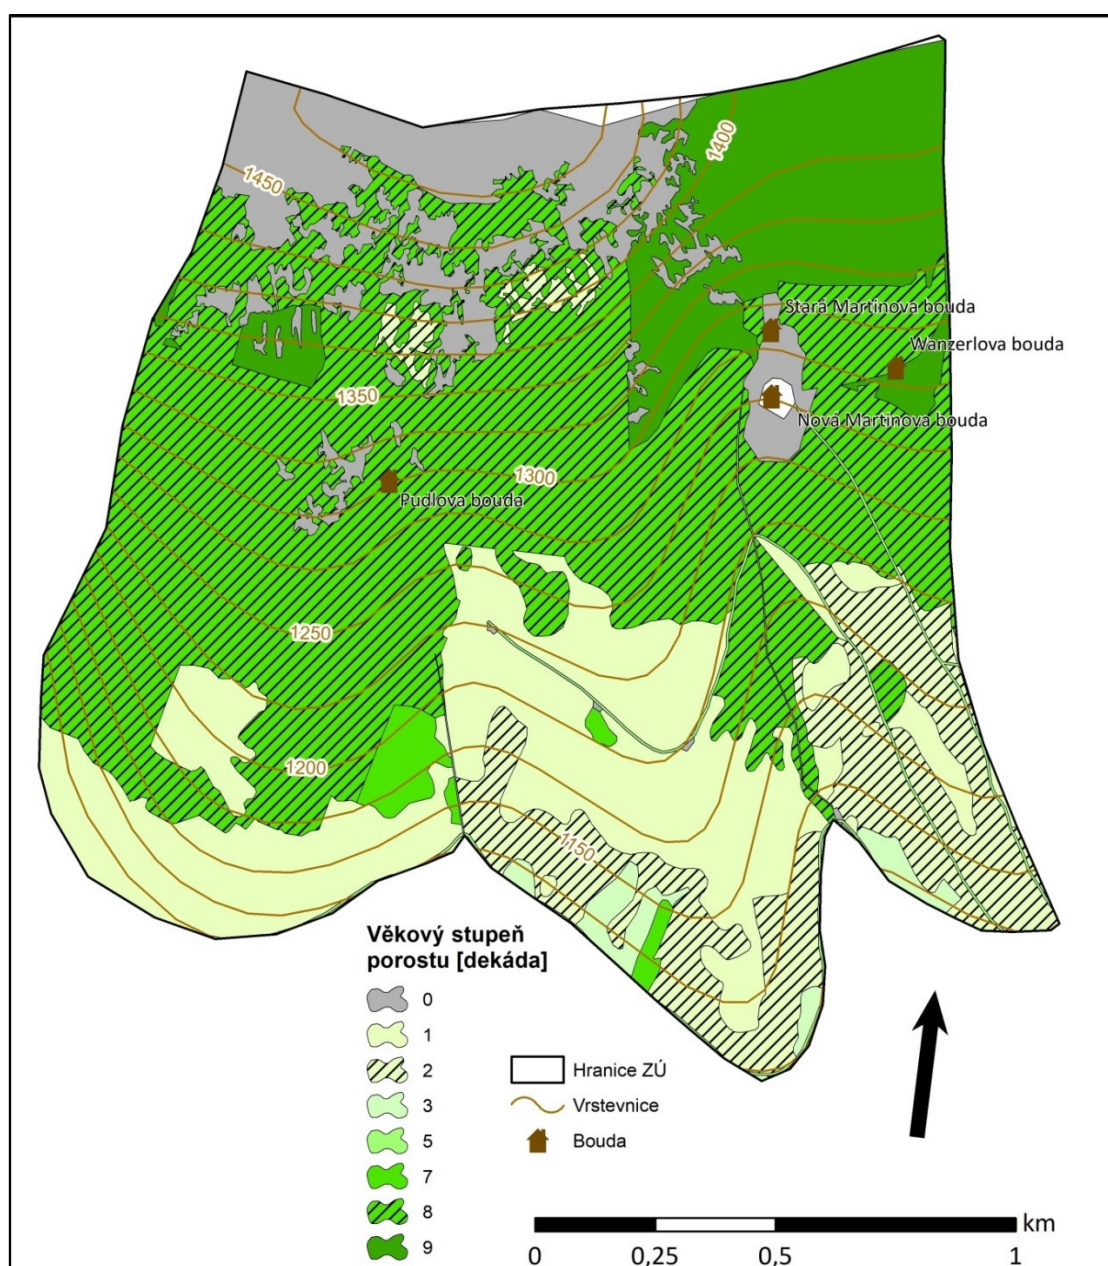 1400
1450
Stará Martinova bouda
Wanzerlova bouda
1350
Nová Martinova bouda
1300
Pudlova bouda
1250
1200
1150
Věkový stupeň
porostu [dekáda]
0
1
2
3
5
7
8
9
Hranice ZÚ
Vrstevnice
Bouda
km
0 0,25 0,5 1